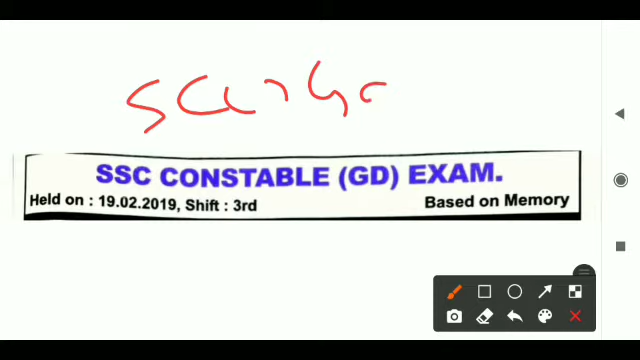 SSC CONSTABLE (GD) EXAM.
Held on : 19.02.2019, Shift : 3rd
Based on Memory